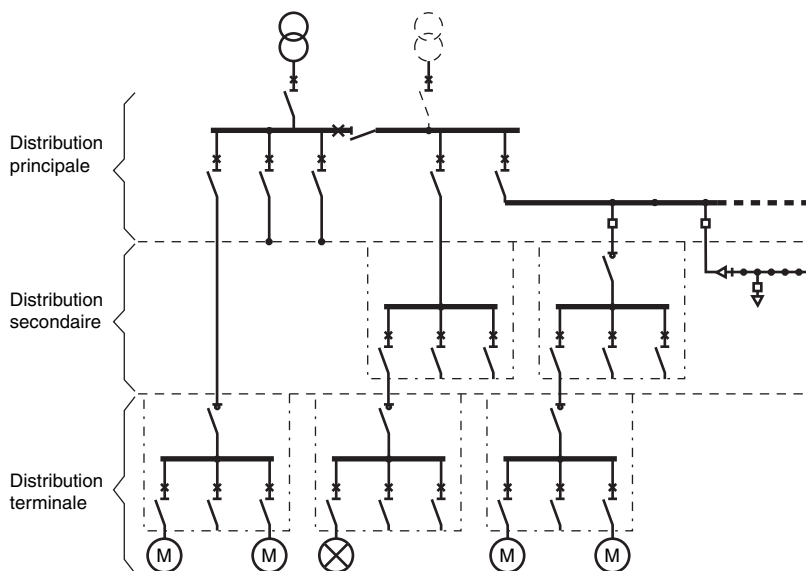 Distribution
principale
Distribution
secondaire
Distribution
terminale
M
M
M
M